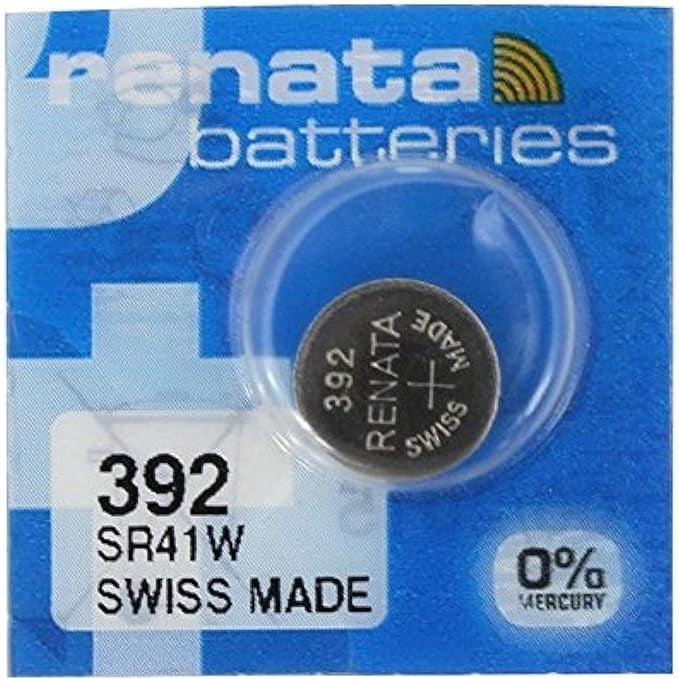 renata
batteries
392
RENATA
SWISS MADE
+
392
SR41W
SWISS MADE
0%
MERCURY